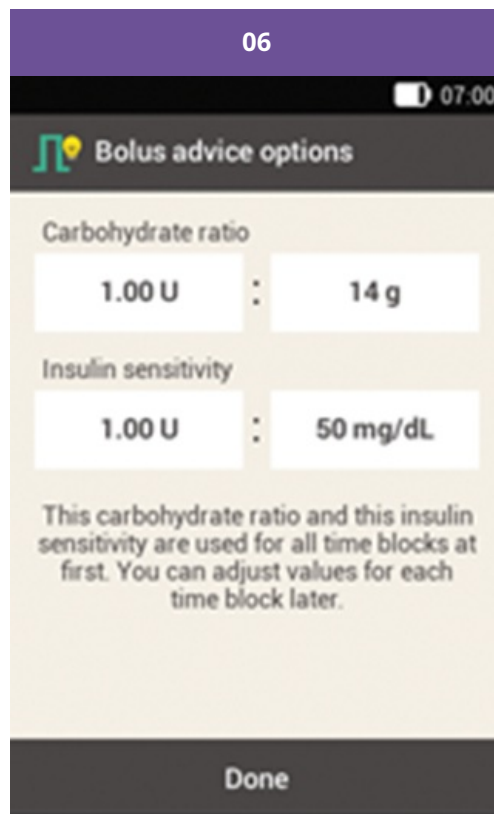 06
07:00
Bolus advice options
Carbohydrate ratio
1.00 U : 14 g
Insulin sensitivity
1.00 U : 50 mg/dL
This carbohydrate ratio and this insulin
sensitivity are used for all time blocks at
first. You can adjust values for each
time block later.
Done